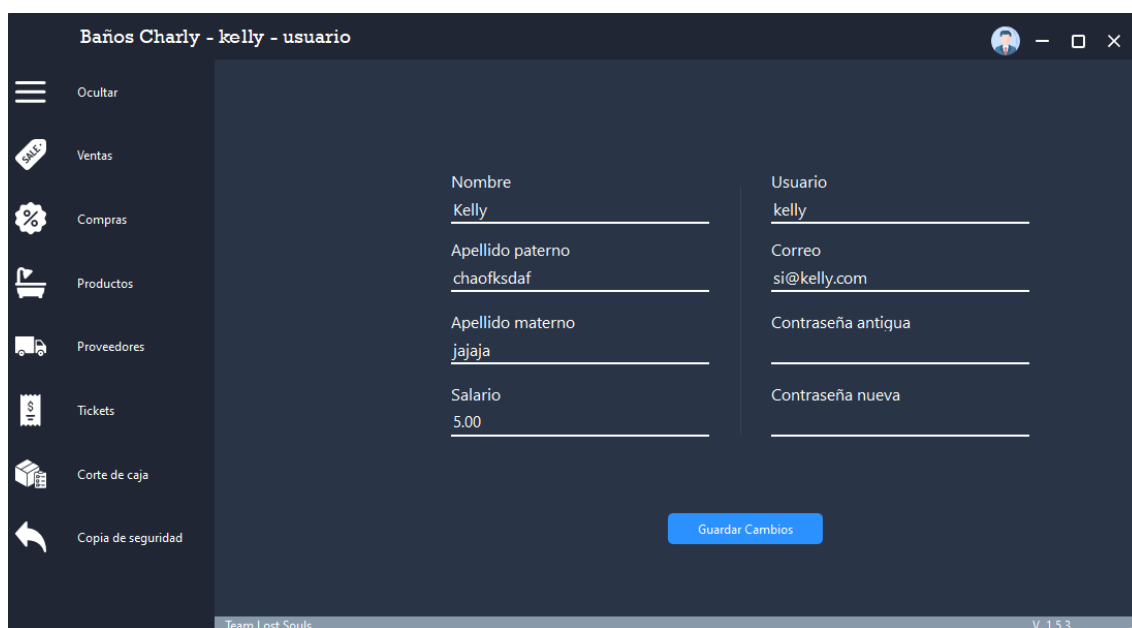 Baños Charly - kelly - usuario
Ocultar
SALE
Ventas
%
Compras
Productos
Proveedores
$
Tickets
Corte de caja
Copia de seguridad
Nombre
Kelly
Apellido paterno
chaofksdaf
Apellido materno
jajaja
Salario
5.00
Usuario
kelly
Correo
si@kelly.com
Contraseña antigua
Contraseña nueva
Guardar Cambios
Team Lost Souls
V. 1.5.3